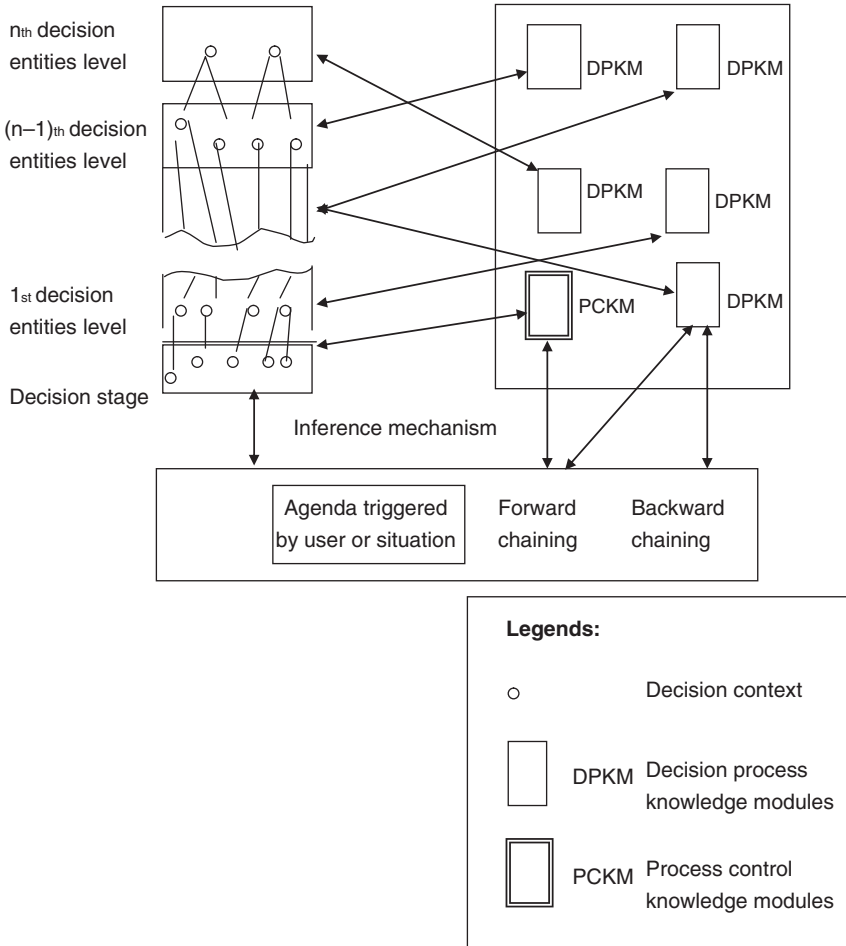 nth decision
entities level
DPKM
DPKM
(n–1)th decision
entities level
DPKM
DPKM
1st decision
entities level
PCKM
DPKM
Decision stage
Inference mechanism
Agenda triggered
by user or situation
Forward
chaining
Backward
chaining
Legends:
Decision context
DPKM
Decision process
knowledge modules
PCKM
Process control
knowledge modules